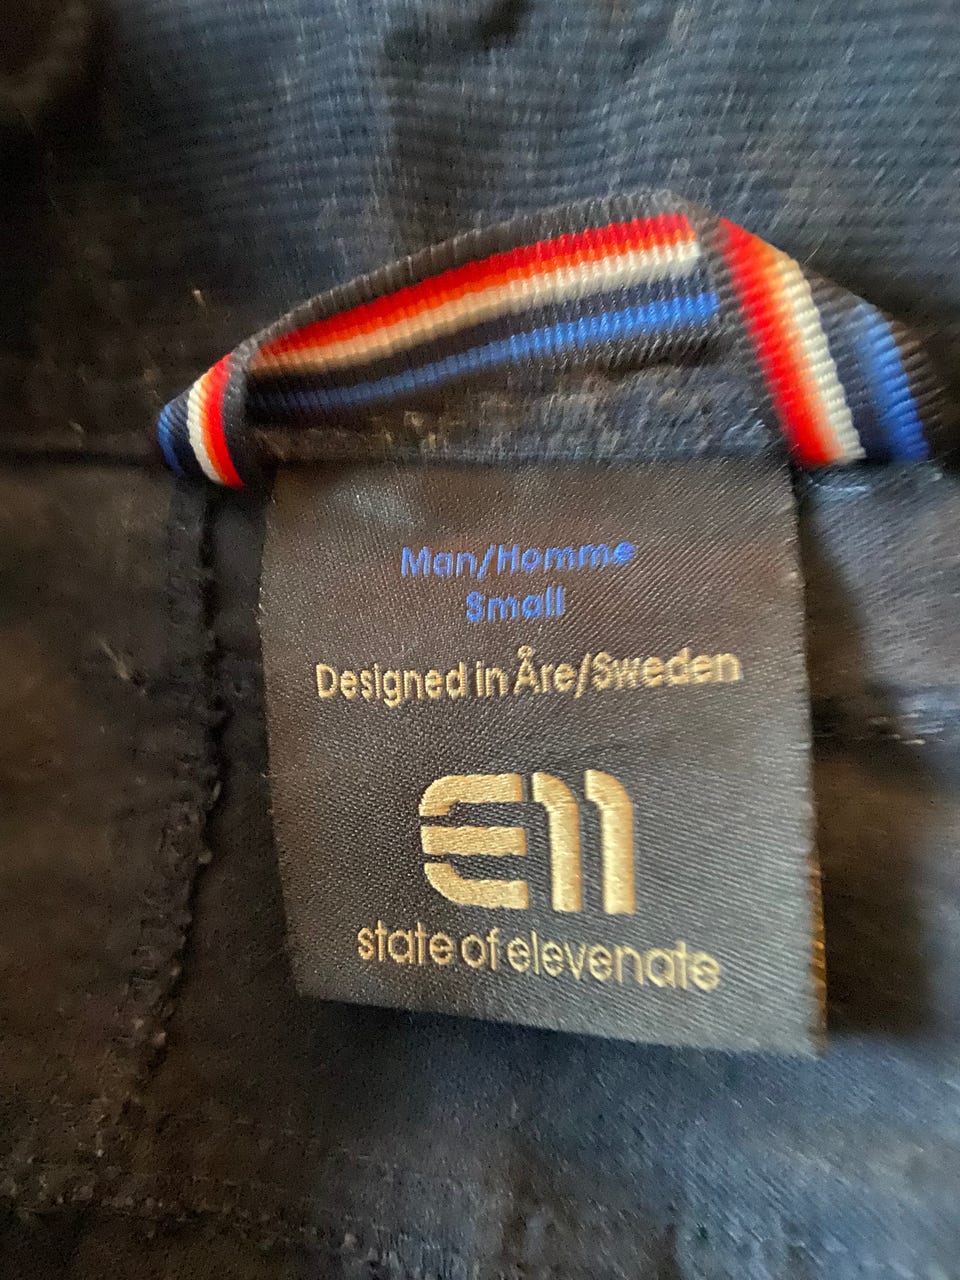 Man/Homme
Small
Designed in Åre/Sweden
E11
state of elevenate